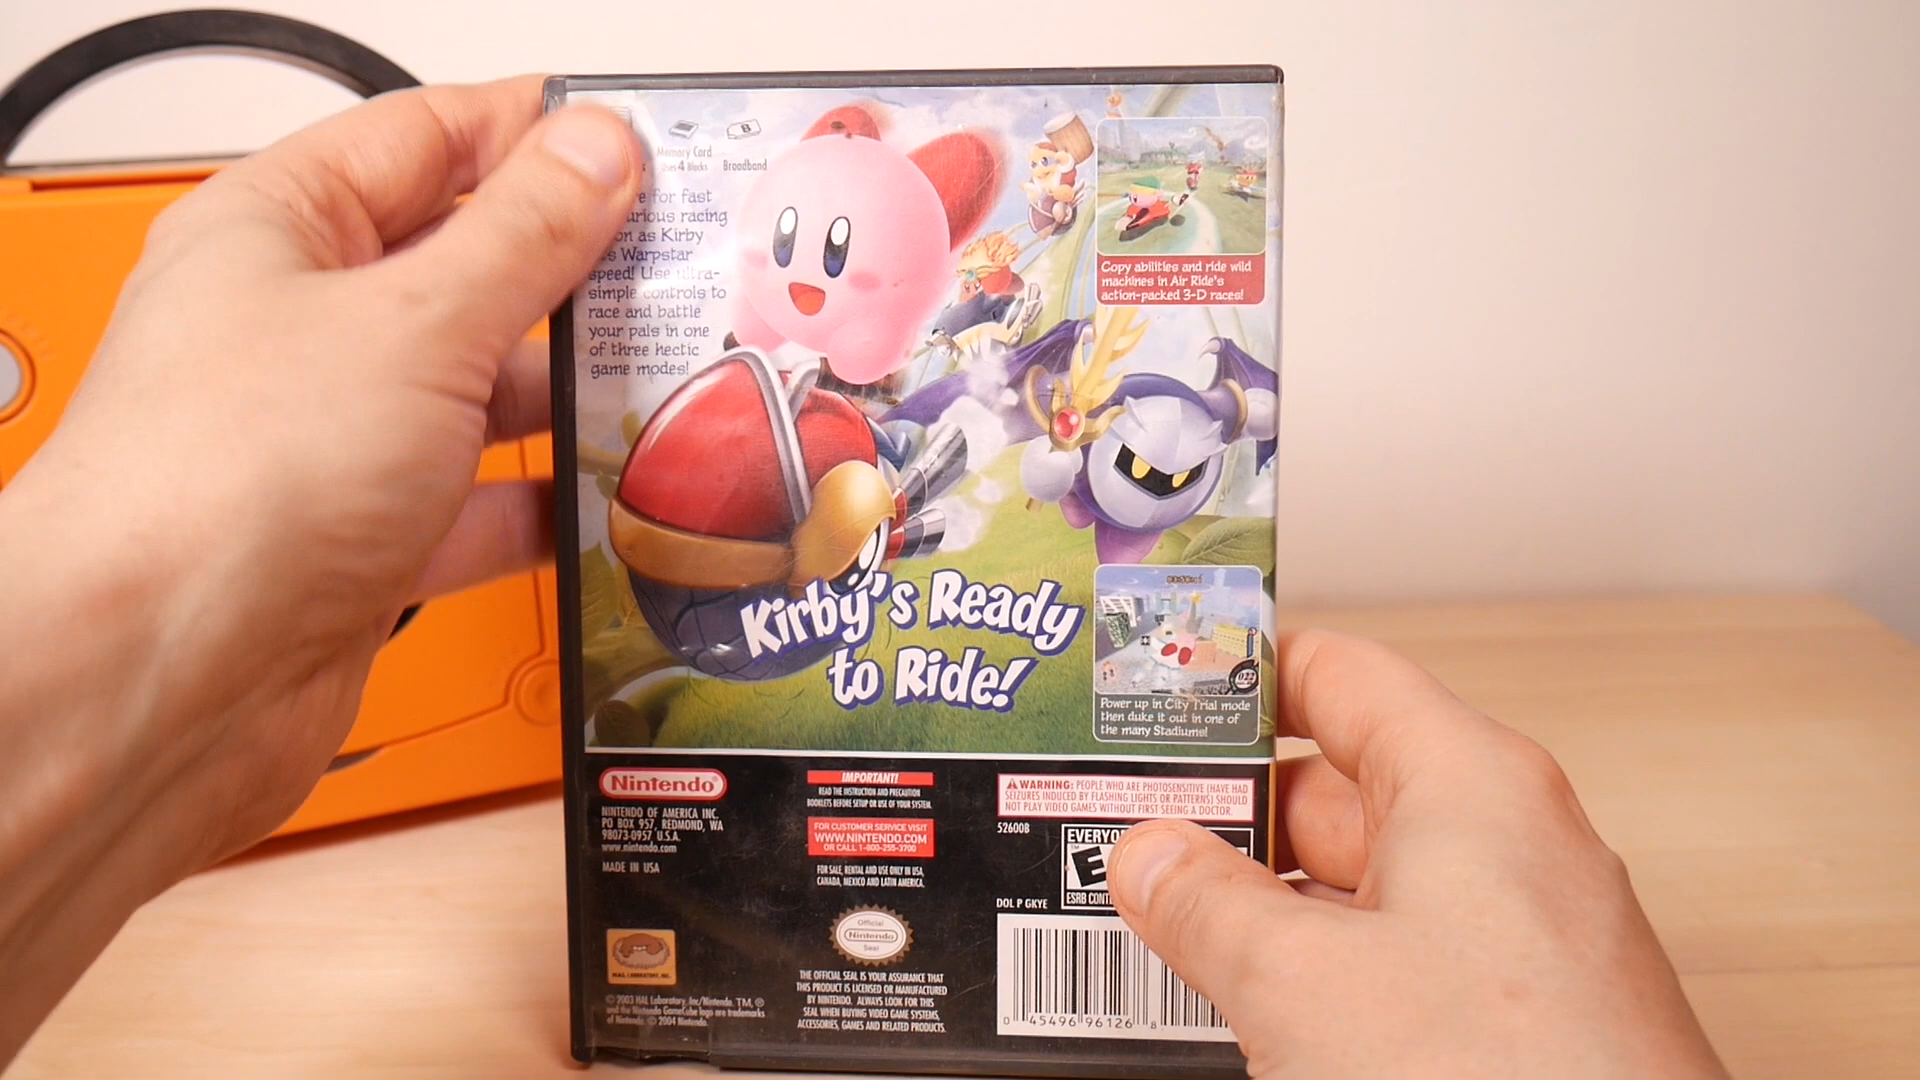 Memory Card
Uses 4 Blocks
Broadband
for fast
racing
as Kirby
Warpstar
speed! Use ultra-
simple controls to
race and battle
your pals in one
of three hectic
game modes!
Copy abilities and ride wild
machines in Air Ride's
action-packed 3-D races!
Kirby's Ready
to Ride!
022
Power up in City Trial mode
then duke it out in one of
the many Stadiums!
Nintendo
NINTENDO OF AMERICA INC.
PO BOX 957, REDMOND, WA
98073-0957 U.S.A.
www.nintendo.com
MADE IN USA
HAL LABORATORY, INC.
© 2003 HAL Laboratory, Inc/Nintendo. TM, ®
and the Nintendo GameCube logo are trademarks
of Nintendo. © 2004 Nintendo.
IMPORTANT!
READ THE INSTRUCTION AND PRECAUTION
BOOKLETS BEFORE SETUP OR USE OF YOUR SYSTEM.
FOR CUSTOMER SERVICE VISIT
WWW.NINTENDO.COM
OR CALL 1-800-255-3700
FOR SALE, RENTAL AND USE ONLY IN USA,
CANADA, MEXICO AND LATIN AMERICA.
Official
Nintendo
Seal
THE OFFICIAL SEAL IS YOUR ASSURANCE THAT
THIS PRODUCT IS LICENSED OR MANUFACTURED
BY NINTENDO. ALWAYS LOOK FOR THIS
SEAL WHEN BUYING VIDEO GAME SYSTEMS,
ACCESSORIES, GAMES AND RELATED PRODUCTS.
WARNING: PEOPLE WHO ARE PHOTOSENSITIVE (HAVE HAD
SEIZURES INDUCED BY FLASHING LIGHTS OR PATTERNS) SHOULD
NOT PLAY VIDEO GAMES WITHOUT FIRST SEEING A DOCTOR.
52600B
EVERYO
E
ESRB CONT
DOL P GKYE
0 45496 96126 8